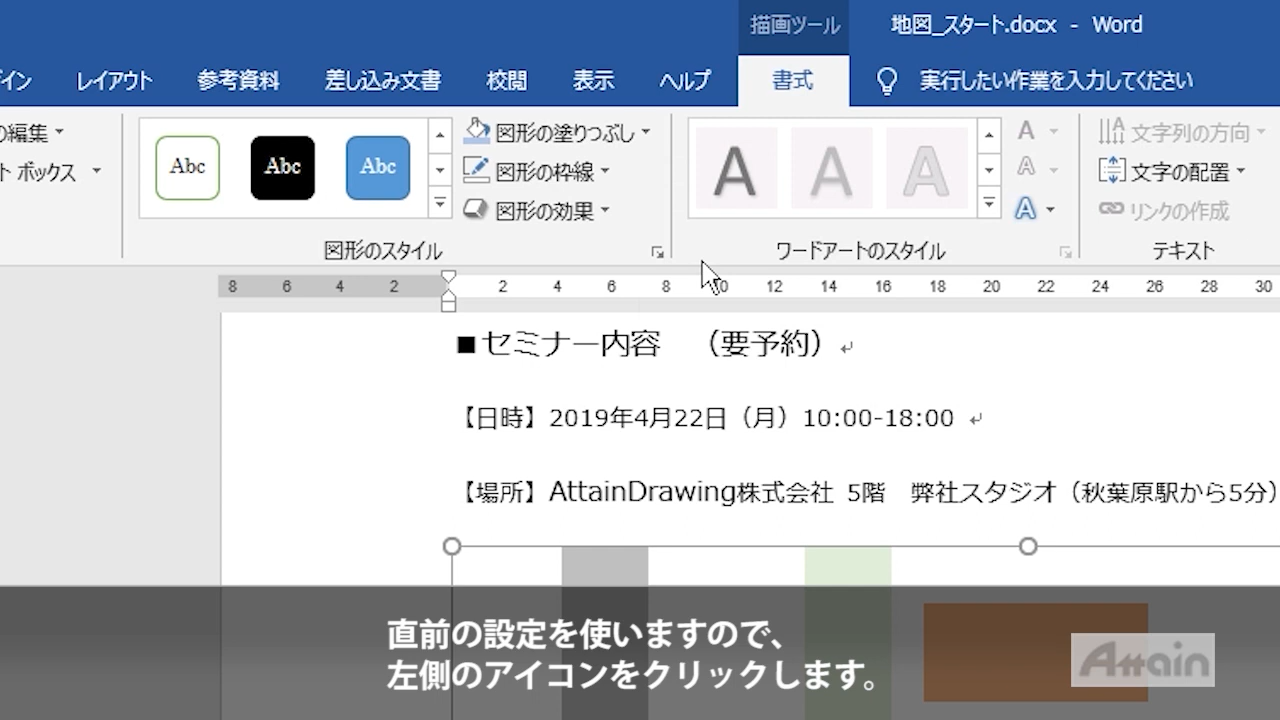 描画ツール
地図_スタート.docx - Word
イン
レイアウト
参考資料
差し込み文書
校閲
表示
ヘルプ
書式
実行したい作業を入力してください
の編集
ト ボックス
Abc
Abc
Abc
図形の塗りつぶし
図形の枠線
図形の効果
図形のスタイル
A
A
A
A
A
A
ワードアートのスタイル
文字列の方向
文字の配置
リンクの作成
テキスト
8 6 4 2 2 4 6 8 10 12 14 16 18 20 22 24 26 28 30
■セミナー内容 （要予約）
【日時】2019年4月22日（月）10:00-18:00
【場所】AttainDrawing株式会社 5階 弊社スタジオ（秋葉原駅から5分）
直前の設定を使いますので、
左側のアイコンをクリックします。
Attain